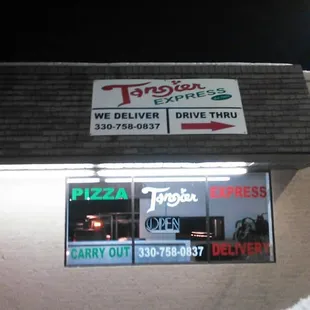 Tangier
EXPRESS
WE DELIVER
330-758-0837
DRIVE THRU
PIZZA
Tangier
EXPRESS
OPEN
CARRY OUT
330-758-0837
DELIVERY